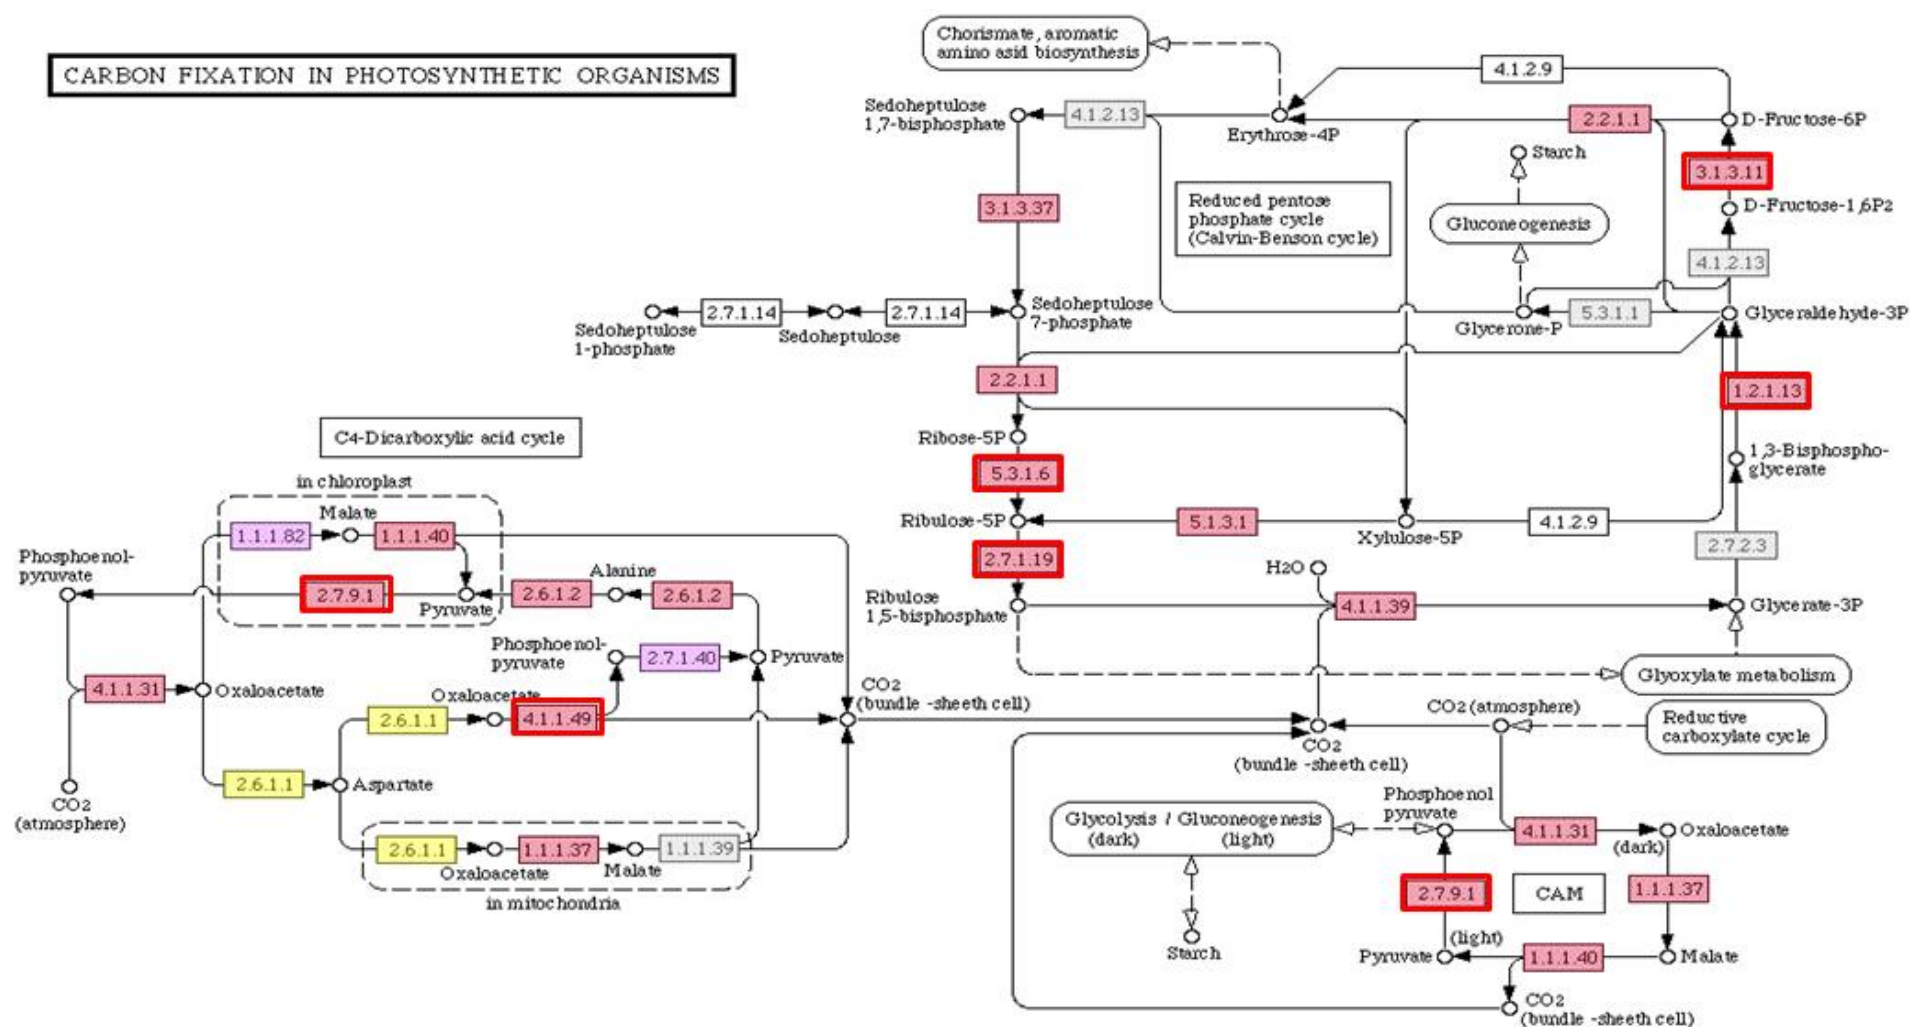 CARBON FIXATION IN PHOTOSYNTHETIC ORGANISMS
Chorismate, aromatic
amino asid biosynthesis
4.1.2.9
Sedoheptulose
1,7-bisphosphate
4.1.2.13
Erythrose-4P
2.2.1.1
D-Fructose-6P
Starch
3.1.3.11
3.1.3.37
Reduced pentose
phosphate cycle
(Calvin-Benson cycle)
Gluconeogenesis
D-Fructose-1,6P2
4.1.2.13
Sedoheptulose
1-phosphate
2.7.1.14
Sedoheptulose
2.7.1.14
Sedoheptulose
7-phosphate
Glycerone-P
5.3.1.1
Glyceraldehyde-3P
2.2.1.1
1.2.1.13
C4-Dicarboxylic acid cycle
Ribose-5P
1,3-Bisphospho-
glycerate
5.3.1.6
in chloroplast
Malate
1.1.1.82
1.1.1.40
Ribulose-5P
5.1.3.1
Xylulose-5P
4.1.2.9
2.7.2.3
Phosphoenol-
pyruvate
2.7.9.1
Pyruvate
2.6.1.2
Alanine
2.6.1.2
2.7.1.19
H2O
Ribulose
1,5-bisphosphate
4.1.1.39
Glycerate-3P
Phosphoenol-
pyruvate
2.7.1.40
Pyruvate
4.1.1.31
Oxaloacetate
Oxaloacetate
2.6.1.1
4.1.1.49
CO2
(bundle -sheeth cell)
Glyoxylate metabolism
CO2 (atmosphere)
Reductive
carboxylate cycle
CO2
(bundle -sheeth cell)
2.6.1.1
Aspartate
CO2
(atmosphere)
2.6.1.1
Oxaloacetate
1.1.1.37
Malate
1.1.1.39
in mitochondria
Glycolysis / Gluconeogenesis
(dark) (light)
Phosphoenol
pyruvate
4.1.1.31
(dark)
Oxaloacetate
2.7.9.1
CAM
1.1.1.37
Starch
(light)
Pyruvate
1.1.1.40
Malate
CO2
(bundle -sheeth cell)